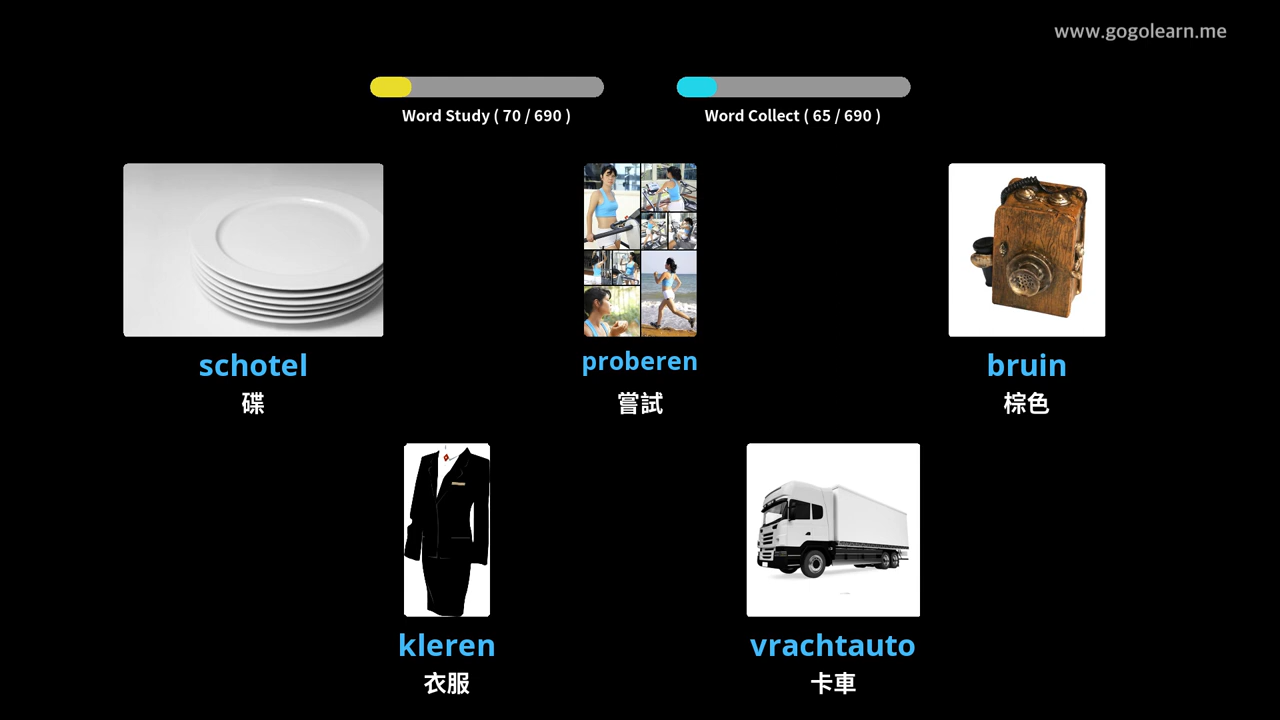 www.gogolearn.me
Word Study ( 70 / 690 )
Word Collect ( 65 / 690 )
schotel
碟
proberen
嘗試
bruin
棕色
kleren
衣服
vrachtauto
卡車